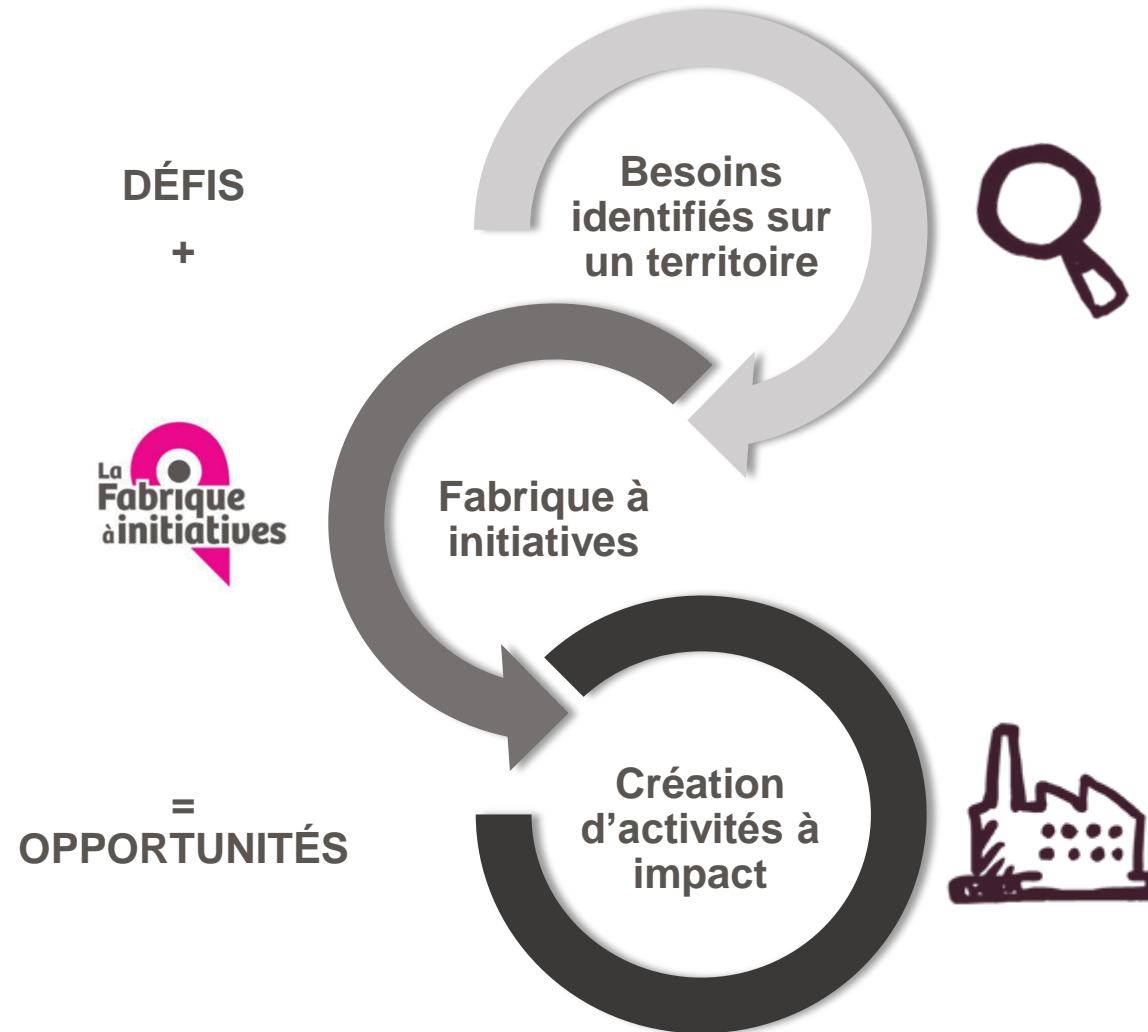 DÉFIS
+
Besoins
identifiés sur
un territoire
La
Fabrique
à initiatives
Fabrique à
initiatives
=
OPPORTUNITÉS
Création
d’activités à
impact